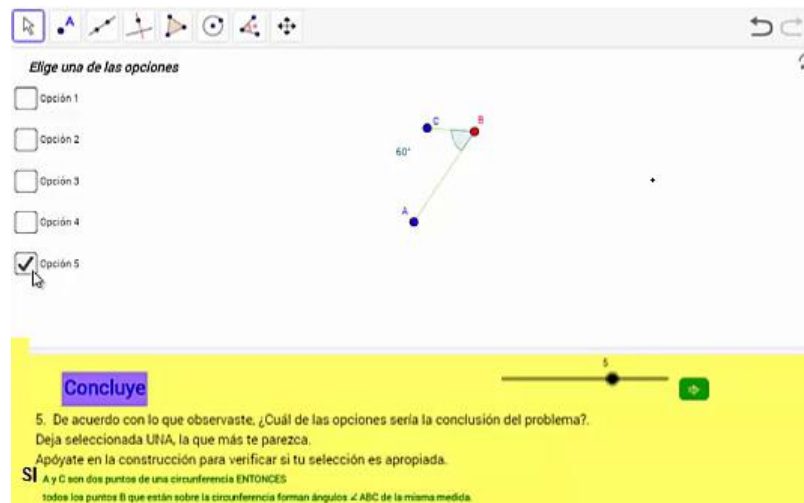 A
Elige una de las opciones
Opción 1
Opción 2
Opción 3
Opción 4
Opción 5
C
B
60°
A
5
Concluye
5. De acuerdo con lo que observaste, ¿Cuál de las opciones sería la conclusión del problema?.
Deja seleccionada UNA, la que más te parezca.
Apóyate en la construcción para verificar si tu selección es apropiada.
SI A y C son dos puntos de una circunferencia ENTONCES
todos los puntos B que están sobre la circunferencia forman ángulos ∠ABC de la misma medida.